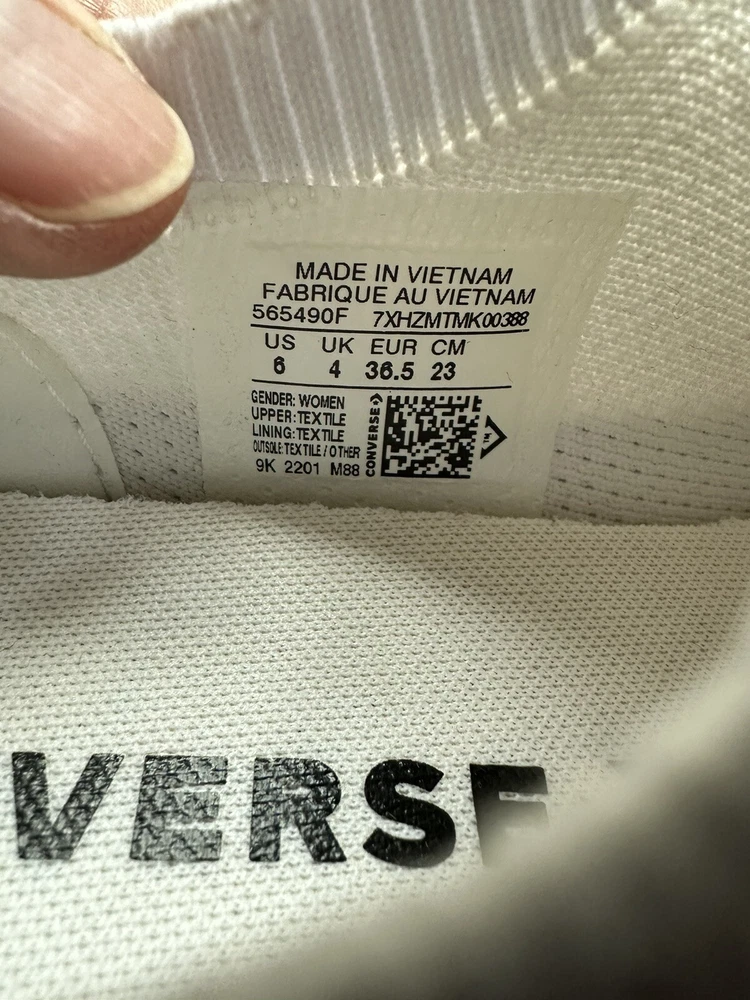 MADE IN VIETNAM
FABRIQUE AU VIETNAM
565490F 7XHZMTMK00388
US UK EUR CM
6 4 36.5 23
GENDER: WOMEN
UPPER: TEXTILE
LINING: TEXTILE
OUTSOLE: TEXTILE / OTHER
9K 2201 M88
CONVERSE
TM
VERSE